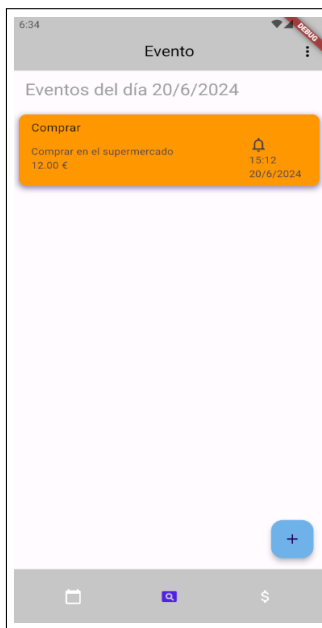 6:34
DEBUG
Evento
Eventos del día 20/6/2024
Comprar
Comprar en el supermercado
12.00 €
15:12
20/6/2024
+
$